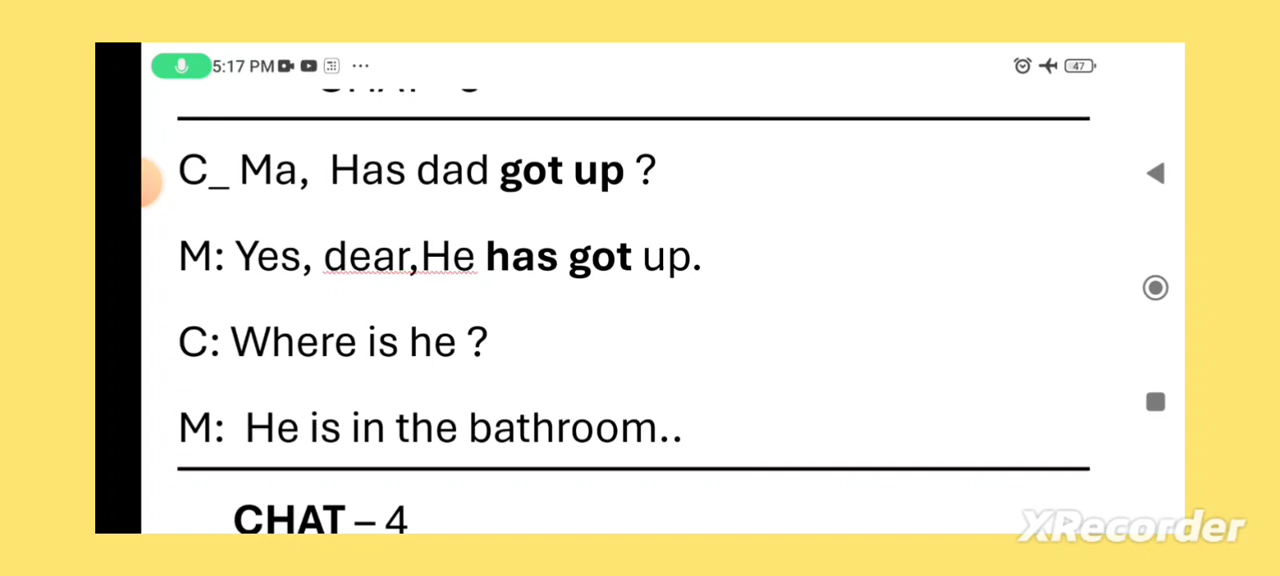 5:17 PM
47
C_ Ma, Has dad got up ?
M: Yes, dear,He has got up.
C: Where is he ?
M: He is in the bathroom..
CHAT – 4
XRecorder